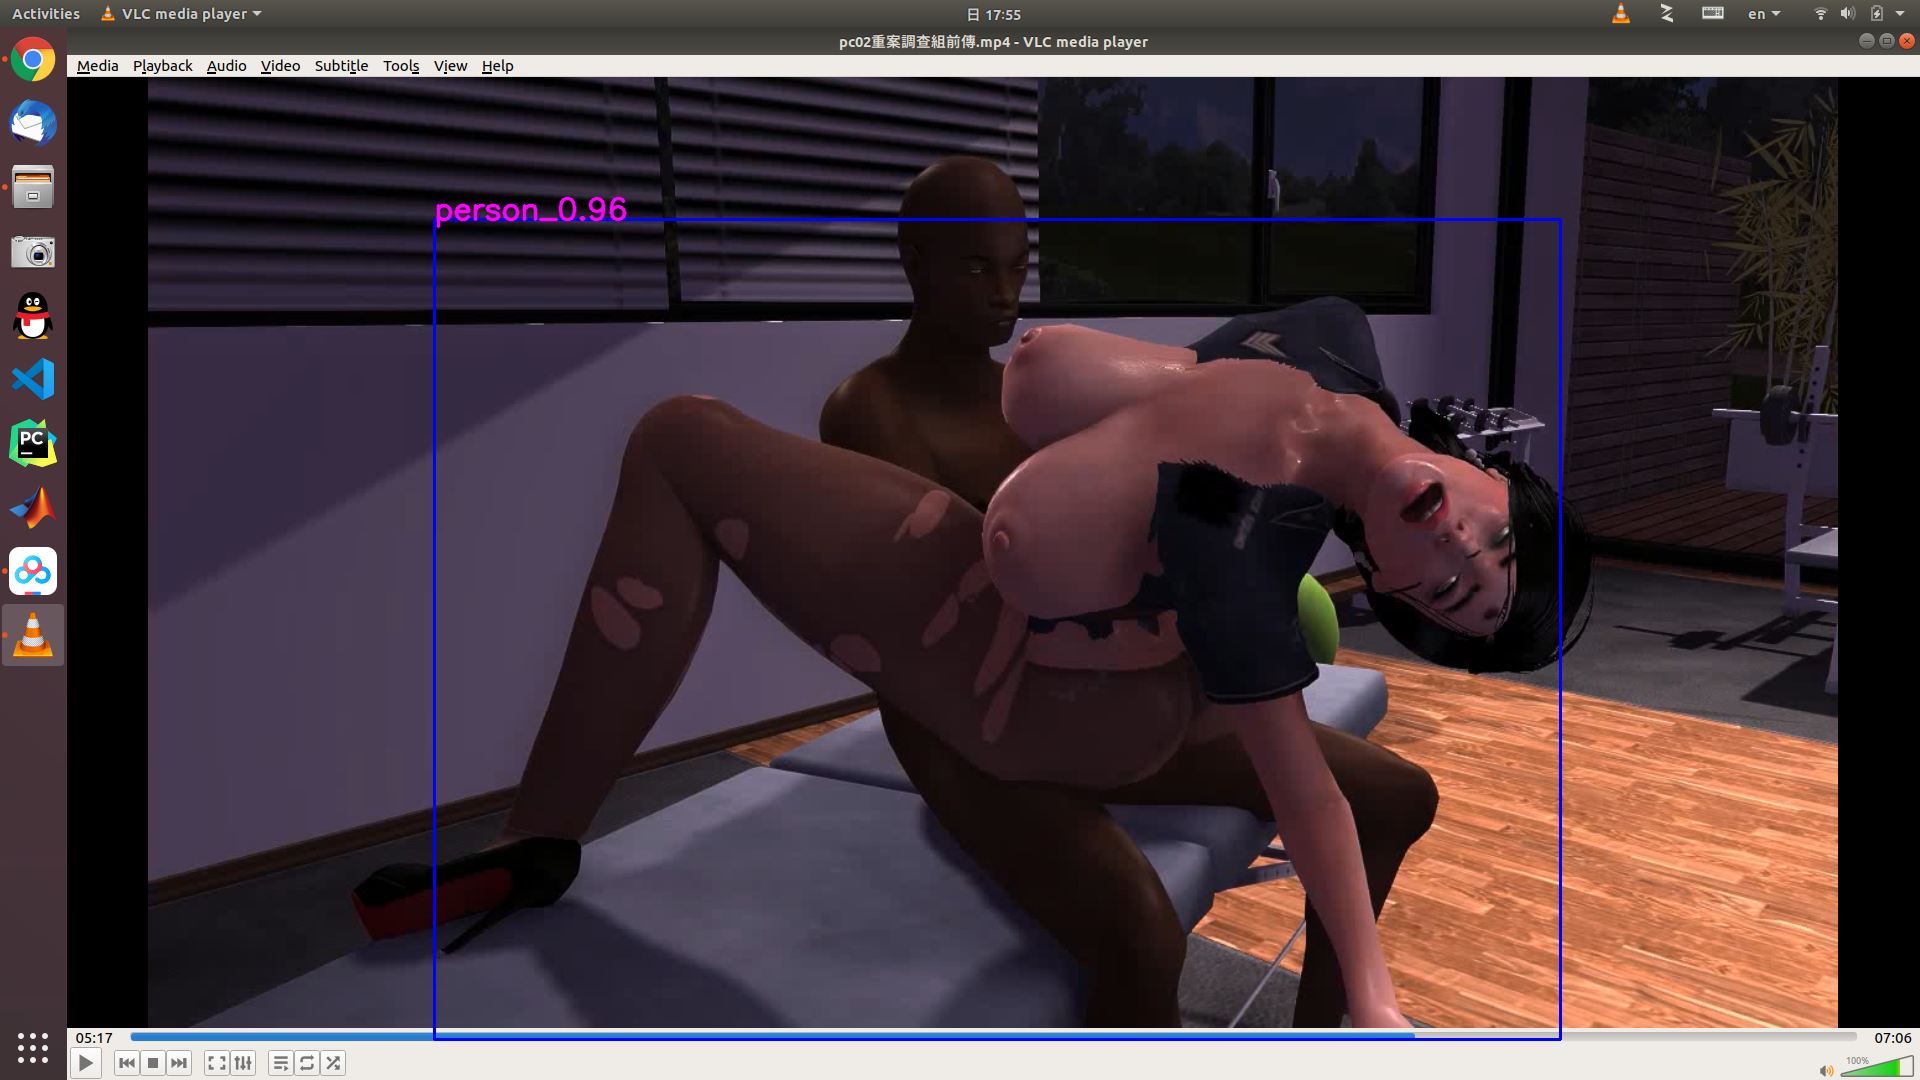 Activities VLC media player 日 17:55 en
pc02重案調查組前傳.mp4 - VLC media player
Media Playback Audio Video Subtitle Tools View Help
person_0.96
PC
05:17 07:06
100%